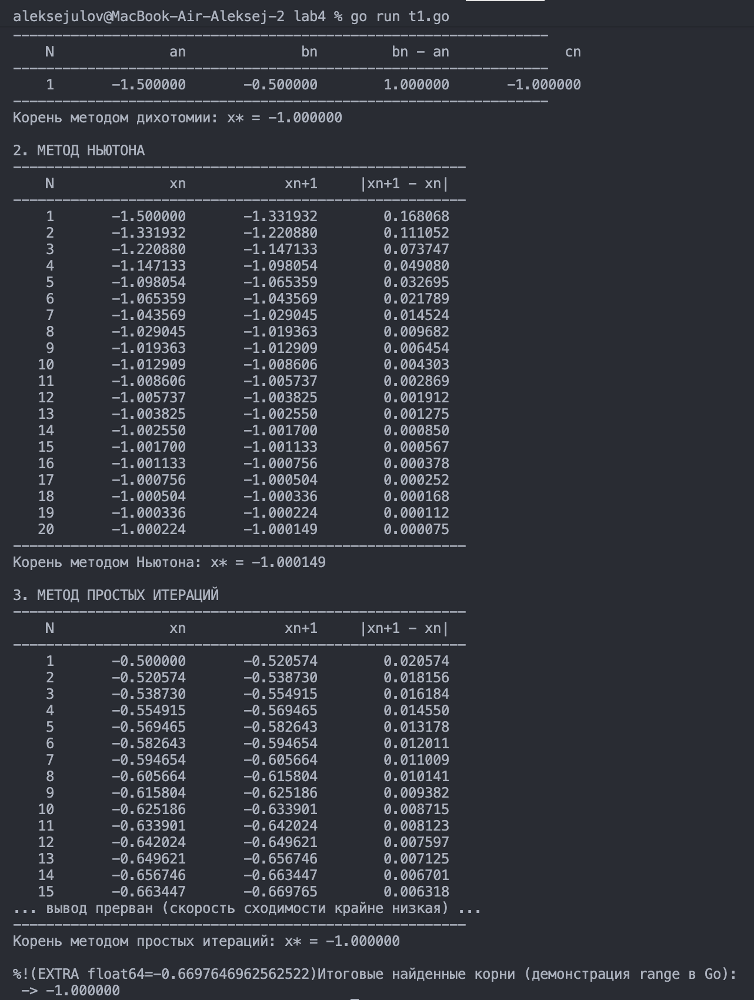 aleksejulov@MacBook-Air-Aleksej-2 lab4 % go run t1.go
-----------------------------------------------------------------
N an bn bn - an cn
-----------------------------------------------------------------
1 -1.500000 -0.500000 1.000000 -1.000000
-----------------------------------------------------------------
Корень методом дихотомии: x* = -1.000000
2. МЕТОД НЬЮТОНА
-------------------------------------------------------
N xn xn+1 |xn+1 - xn|
-------------------------------------------------------
1 -1.500000 -1.331932 0.168068
2 -1.331932 -1.220880 0.111052
3 -1.220880 -1.147133 0.073747
4 -1.147133 -1.098054 0.049080
5 -1.098054 -1.065359 0.032695
6 -1.065359 -1.043569 0.021789
7 -1.043569 -1.029045 0.014524
8 -1.029045 -1.019363 0.009682
9 -1.019363 -1.012909 0.006454
10 -1.012909 -1.008606 0.004303
11 -1.008606 -1.005737 0.002869
12 -1.005737 -1.003825 0.001912
13 -1.003825 -1.002550 0.001275
14 -1.002550 -1.001700 0.000850
15 -1.001700 -1.001133 0.000567
16 -1.001133 -1.000756 0.000378
17 -1.000756 -1.000504 0.000252
18 -1.000504 -1.000336 0.000168
19 -1.000336 -1.000224 0.000112
20 -1.000224 -1.000149 0.000075
-------------------------------------------------------
Корень методом Ньютона: x* = -1.000149
3. МЕТОД ПРОСТЫХ ИТЕРАЦИЙ
-------------------------------------------------------
N xn xn+1 |xn+1 - xn|
-------------------------------------------------------
1 -0.500000 -0.520574 0.020574
2 -0.520574 -0.538730 0.018156
3 -0.538730 -0.554915 0.016184
4 -0.554915 -0.569465 0.014550
5 -0.569465 -0.582643 0.013178
6 -0.582643 -0.594654 0.012011
7 -0.594654 -0.605664 0.011009
8 -0.605664 -0.615804 0.010141
9 -0.615804 -0.625186 0.009382
10 -0.625186 -0.633901 0.008715
11 -0.633901 -0.642024 0.008123
12 -0.642024 -0.649621 0.007597
13 -0.649621 -0.656746 0.007125
14 -0.656746 -0.663447 0.006701
15 -0.663447 -0.669765 0.006318
... вывод прерван (скорость сходимости крайне низкая) ...
-------------------------------------------------------
Корень методом простых итераций: x* = -1.000000
%!(EXTRA float64=-0.6697646962562522)Итоговые найденные корни (демонстрация range в Go):
-> -1.000000